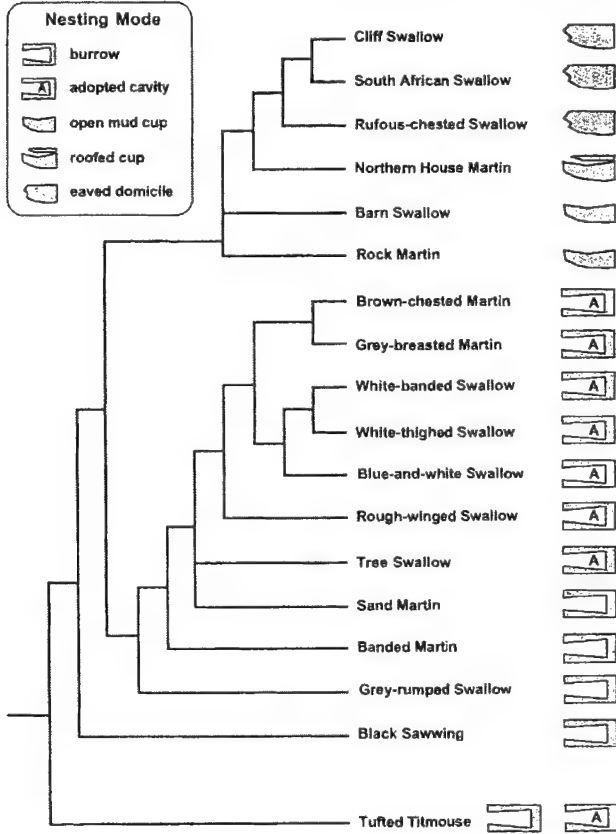 Nesting Mode
burrow
A adopted cavity
open mud cup
roofed cup
eaved domicile
Cliff Swallow
South African Swallow
Rufous-chested Swallow
Northern House Martin
Barn Swallow
Rock Martin
Brown-chested Martin A
Grey-breasted Martin A
White-banded Swallow A
White-thighed Swallow A
Blue-and-white Swallow A
Rough-winged Swallow A
Tree Swallow A
Sand Martin
Banded Martin
Grey-rumped Swallow
Black Sawwing
Tufted Titmouse A